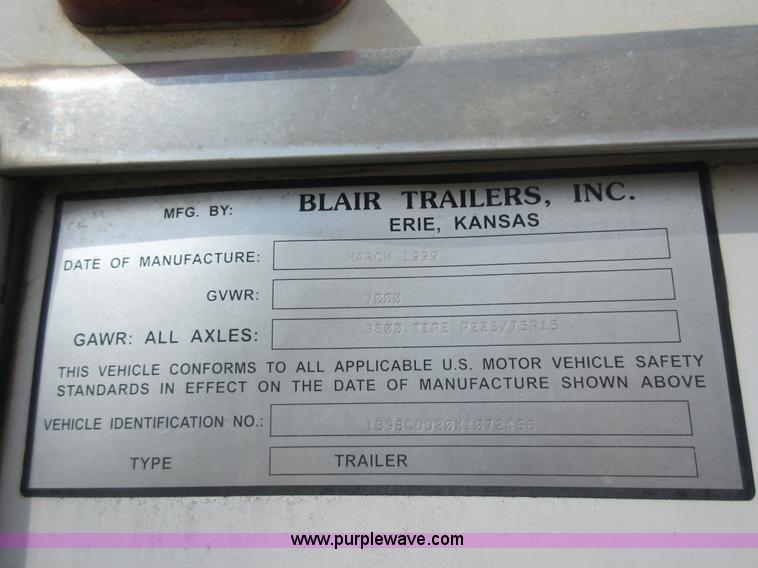 MFG. BY: BLAIR TRAILERS, INC.
ERIE, KANSAS
DATE OF MANUFACTURE: MARCH 1999
GVWR: 7000
GAWR: ALL AXLES: 3500 TIRE P225/75R15
THIS VEHICLE CONFORMS TO ALL APPLICABLE U.S. MOTOR VEHICLE SAFETY
STANDARDS IN EFFECT ON THE DATE OF MANUFACTURE SHOWN ABOVE
VEHICLE IDENTIFICATION NO.:
TYPE TRAILER
www.purplewave.com